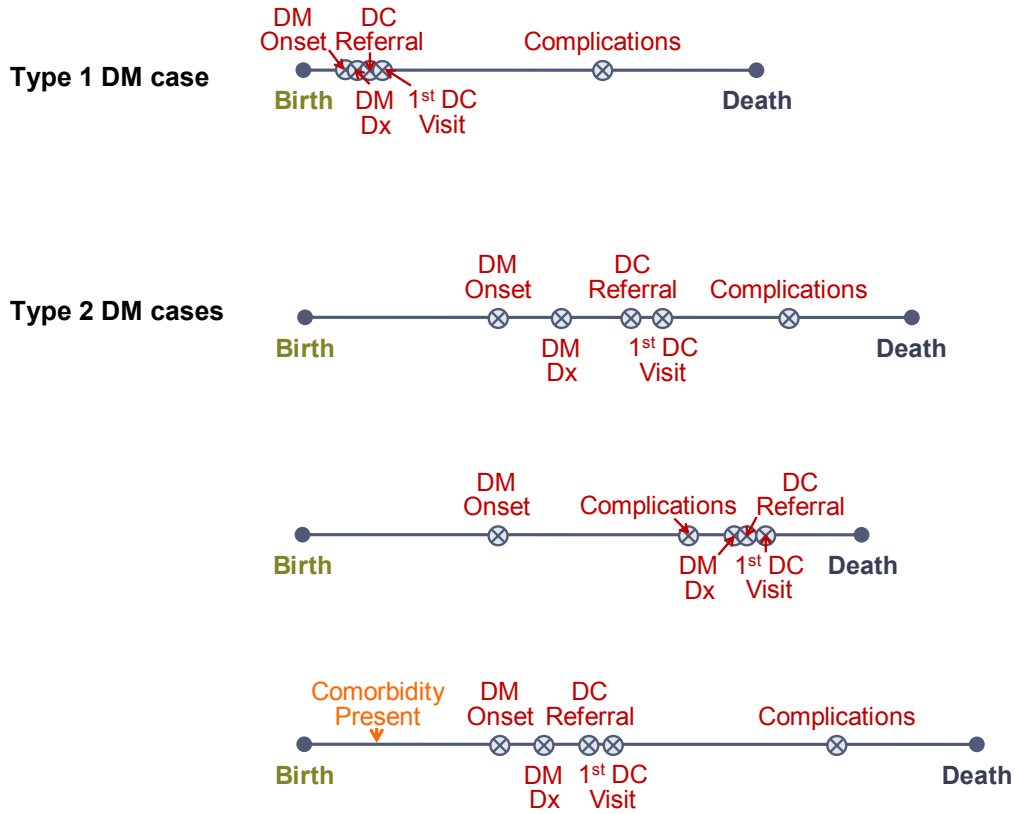 DM
Onset
DC
Referral
Complications
Type 1 DM case
Birth
DM
Dx
1st DC
Visit
Death
DM
Onset
DC
Referral
Complications
Type 2 DM cases
Birth
DM
Dx
1st DC
Visit
Death
DM
Onset
Complications
DC
Referral
Birth
DM
Dx
1st DC
Visit
Death
Comorbidity
Present
DM
Onset
DC
Referral
Complications
Birth
DM
Dx
1st DC
Visit
Death